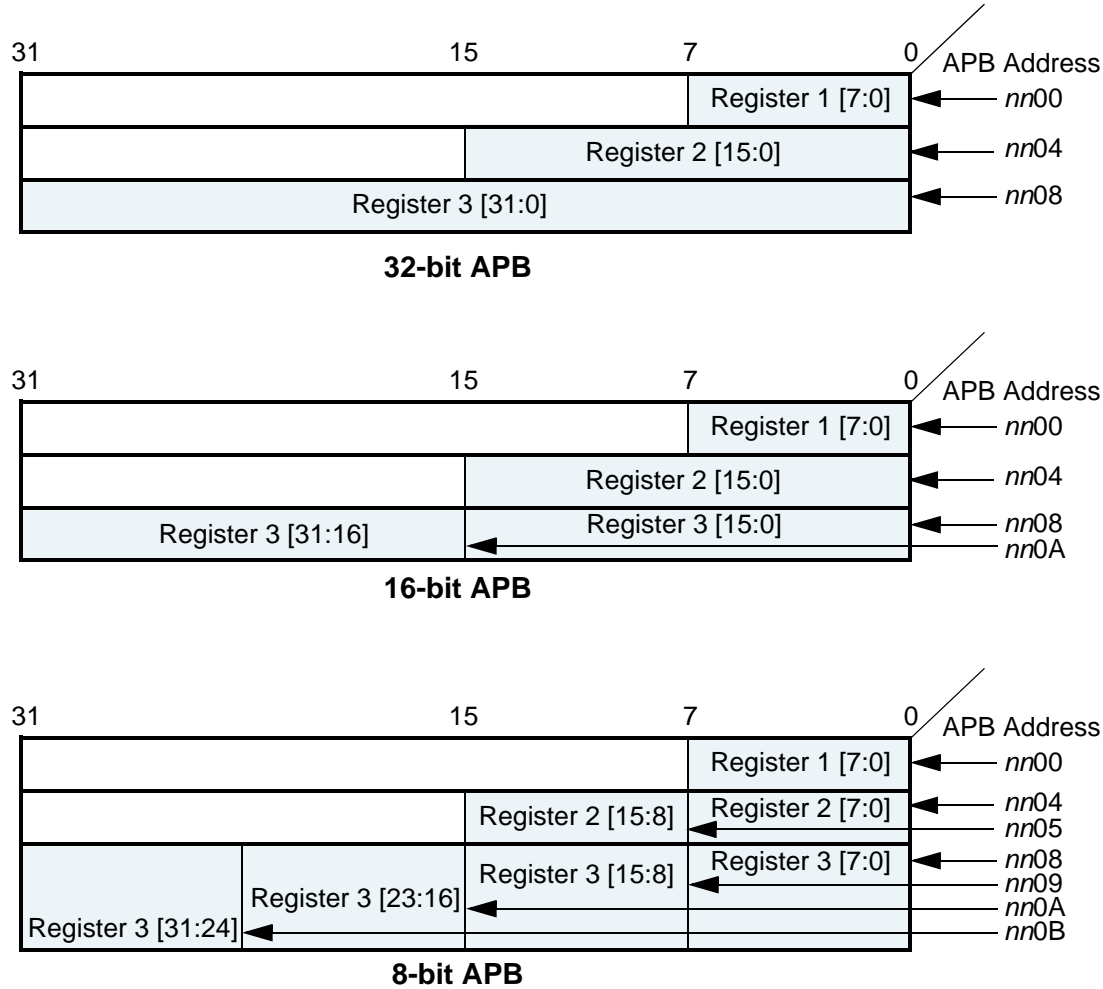 31 15 7 0
APB Address
Register 1 [7:0] nn00
Register 2 [15:0] nn04
Register 3 [31:0] nn08
32-bit APB
31 15 7 0
APB Address
Register 1 [7:0] nn00
Register 2 [15:0] nn04
Register 3 [31:16] Register 3 [15:0] nn08
nn0A
16-bit APB
31 15 7 0
APB Address
Register 1 [7:0] nn00
Register 2 [15:8] Register 2 [7:0] nn04
nn05
Register 3 [7:0] nn08
Register 3 [15:8] nn09
Register 3 [23:16] nn0A
Register 3 [31:24] nn0B
8-bit APB